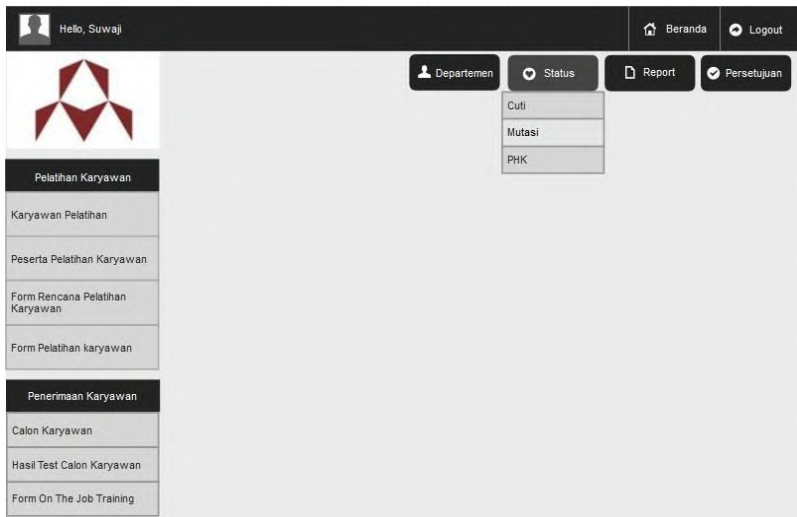 Hello, Suwaji
Beranda
Logout
Departemen
Status
Report
Persetujuan
Cuti
Mutasi
PHK
Pelatihan Karyawan
Karyawan Pelatihan
Peserta Pelatihan Karyawan
Form Rencana Pelatihan
Karyawan
Form Pelatihan karyawan
Penerimaan Karyawan
Calon Karyawan
Hasil Test Calon Karyawan
Form On The Job Training